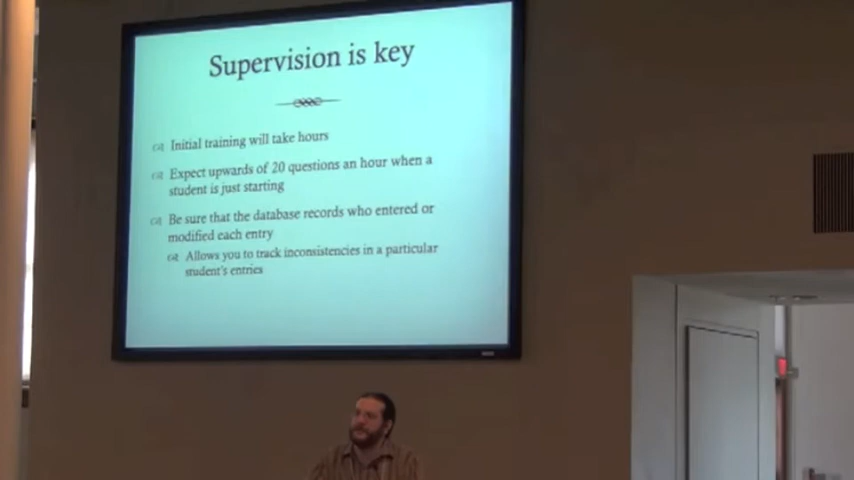 Supervision is key
Initial training will take hours
Expect upwards of 20 questions an hour when a
student is just starting
Be sure that the database records who entered or
modified each entry
Allows you to track inconsistencies in a particular
student's entries